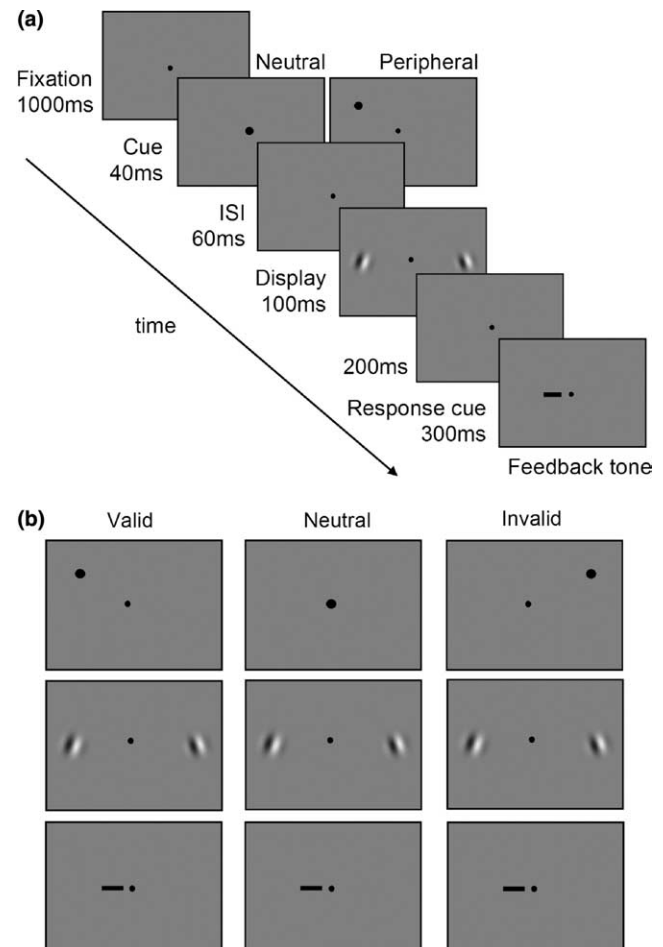 (a)
Neutral Peripheral
Fixation
1000ms
Cue
40ms
ISI
60ms
Display
100ms
time
200ms
Response cue
300ms
Feedback tone
(b)
Valid Neutral Invalid